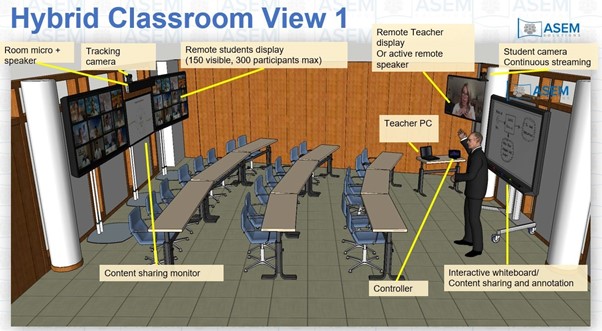 Hybrid Classroom View 1
ASEM
Room micro +
speaker
Tracking
camera
Remote students display
(150 visible, 300 participants max)
Remote Teacher
display
Or active remote
speaker
Student camera
Continuous streaming
ASEM
Teacher PC
Content sharing monitor
Controller
Interactive whiteboard/
Content sharing and annotation